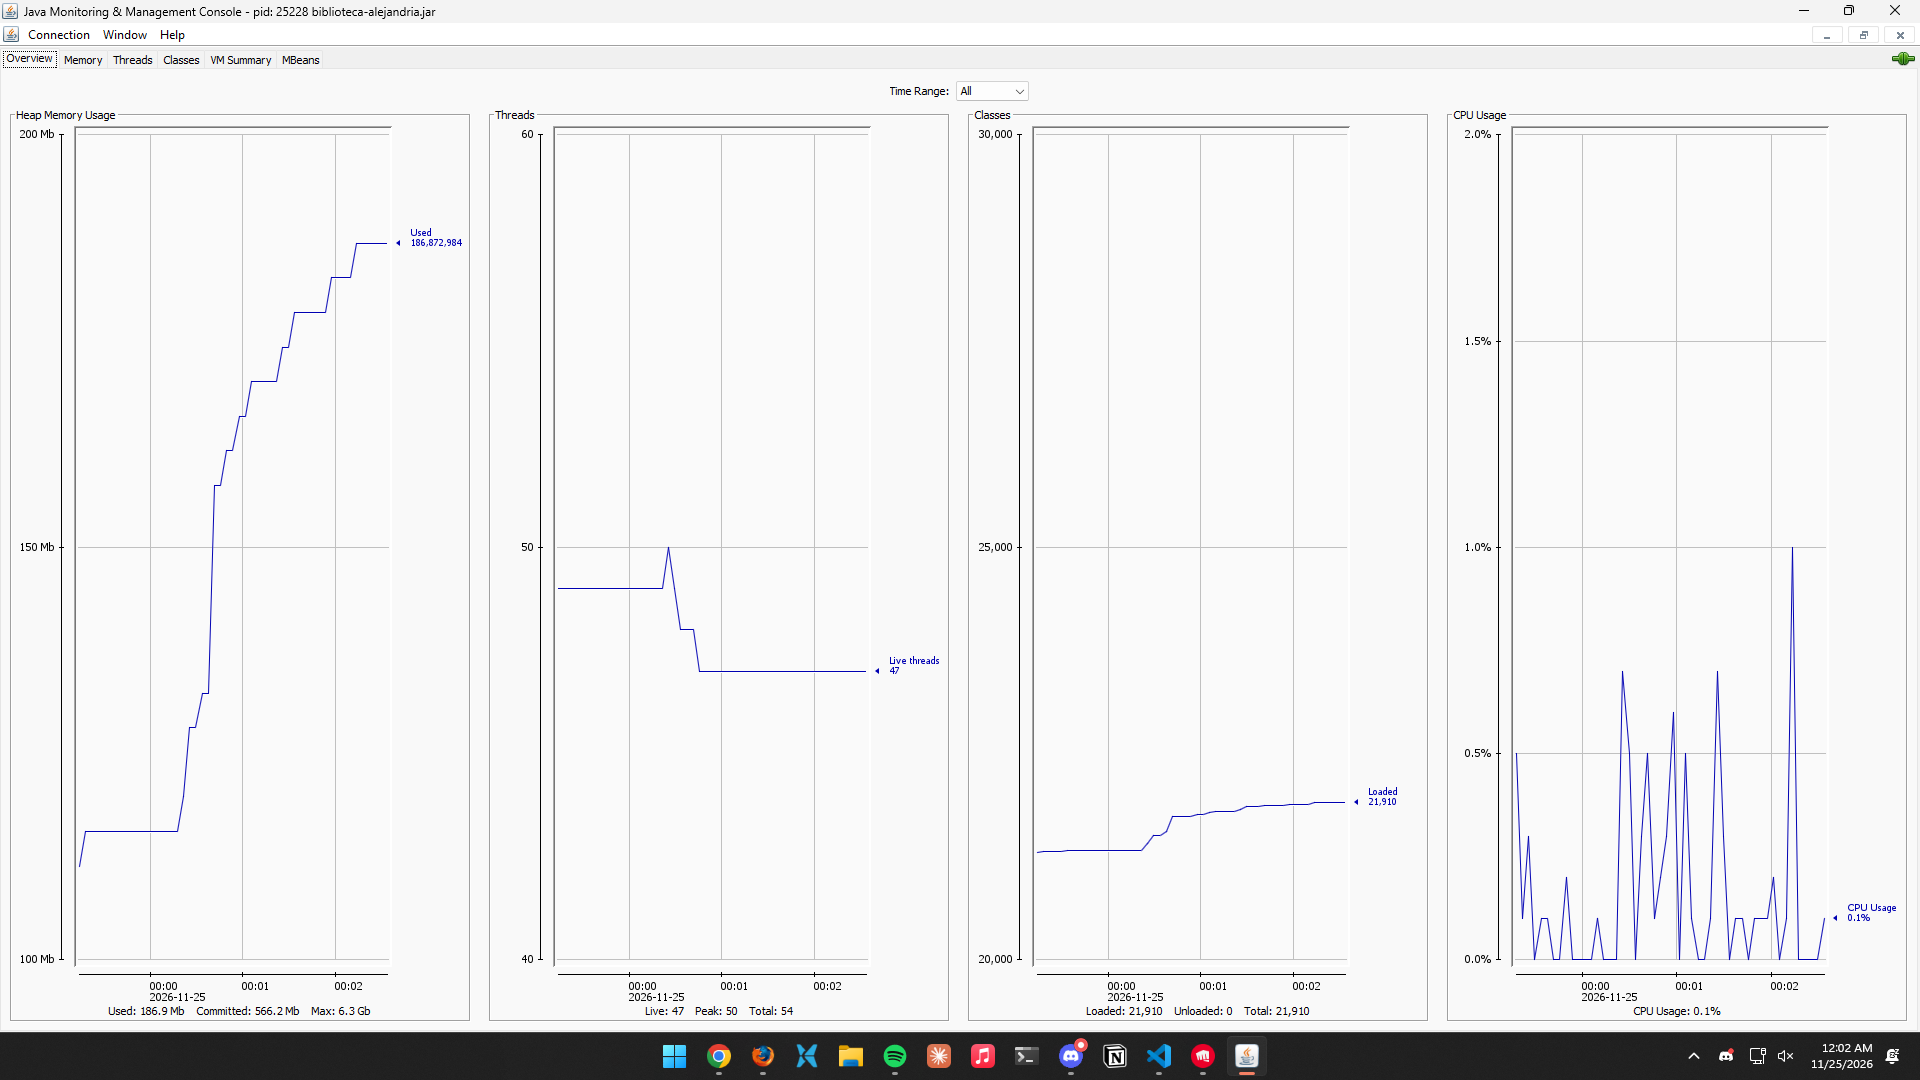 Java Monitoring & Management Console - pid: 25228 biblioteca-alejandria.jar
Connection Window Help
Overview Memory Threads Classes VM Summary MBeans
Time Range: All
Heap Memory Usage
200 Mb
150 Mb
100 Mb
Used
186,872,984
00:00 00:01 00:02
2026-11-25
Used: 186.9 Mb Committed: 566.2 Mb Max: 6.3 Gb
Threads
60
50
40
Live threads
47
00:00 00:01 00:02
2026-11-25
Live: 47 Peak: 50 Total: 54
Classes
30,000
25,000
20,000
Loaded
21,910
00:00 00:01 00:02
2026-11-25
Loaded: 21,910 Unloaded: 0 Total: 21,910
CPU Usage
2.0%
1.5%
1.0%
0.5%
0.0%
CPU Usage
0.1%
00:00 00:01 00:02
2026-11-25
CPU Usage: 0.1%
12:02 AM
11/25/2026